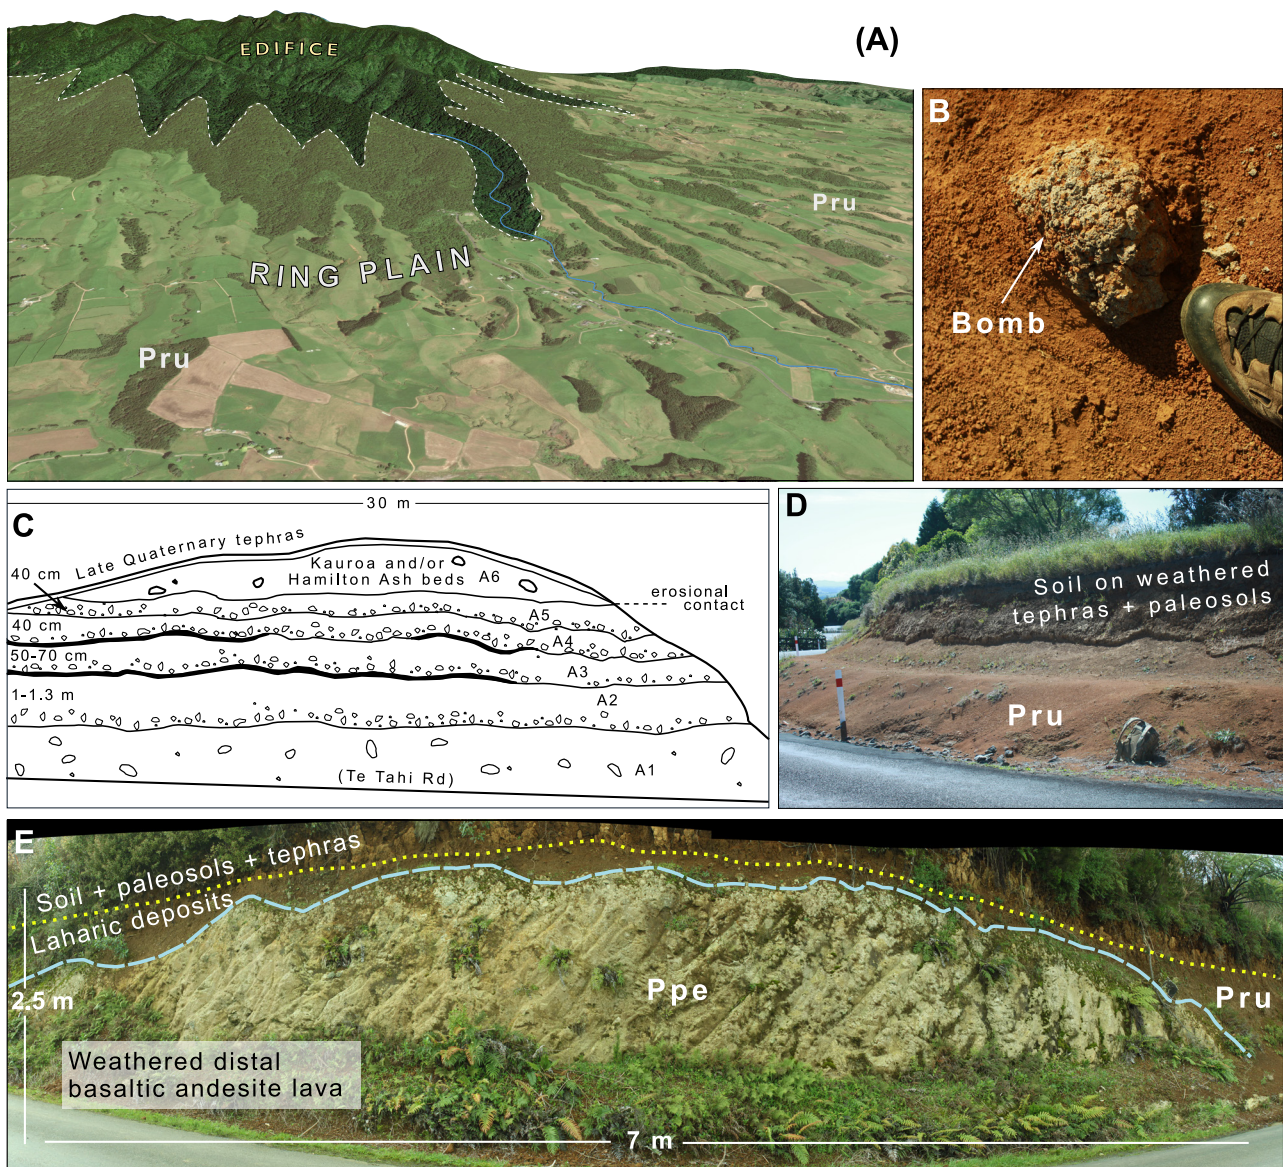 (A)
EDIFICE
Pru
RING PLAIN
Pru
B
Bomb
C
30 m
Late Quaternary tephras
40 cm
Kauroa and/or
Hamilton Ash beds
A6
erosional
contact
A5
40 cm
A4
50-70 cm
A3
1-1.3 m
A2
(Te Tahi Rd)
A1
D
Soil on weathered
tephras + paleosols
Pru
E
Soil + paleosols + tephras
Laharic deposits
2.5 m
Ppe
Pru
Weathered distal
basaltic andesite lava
7 m